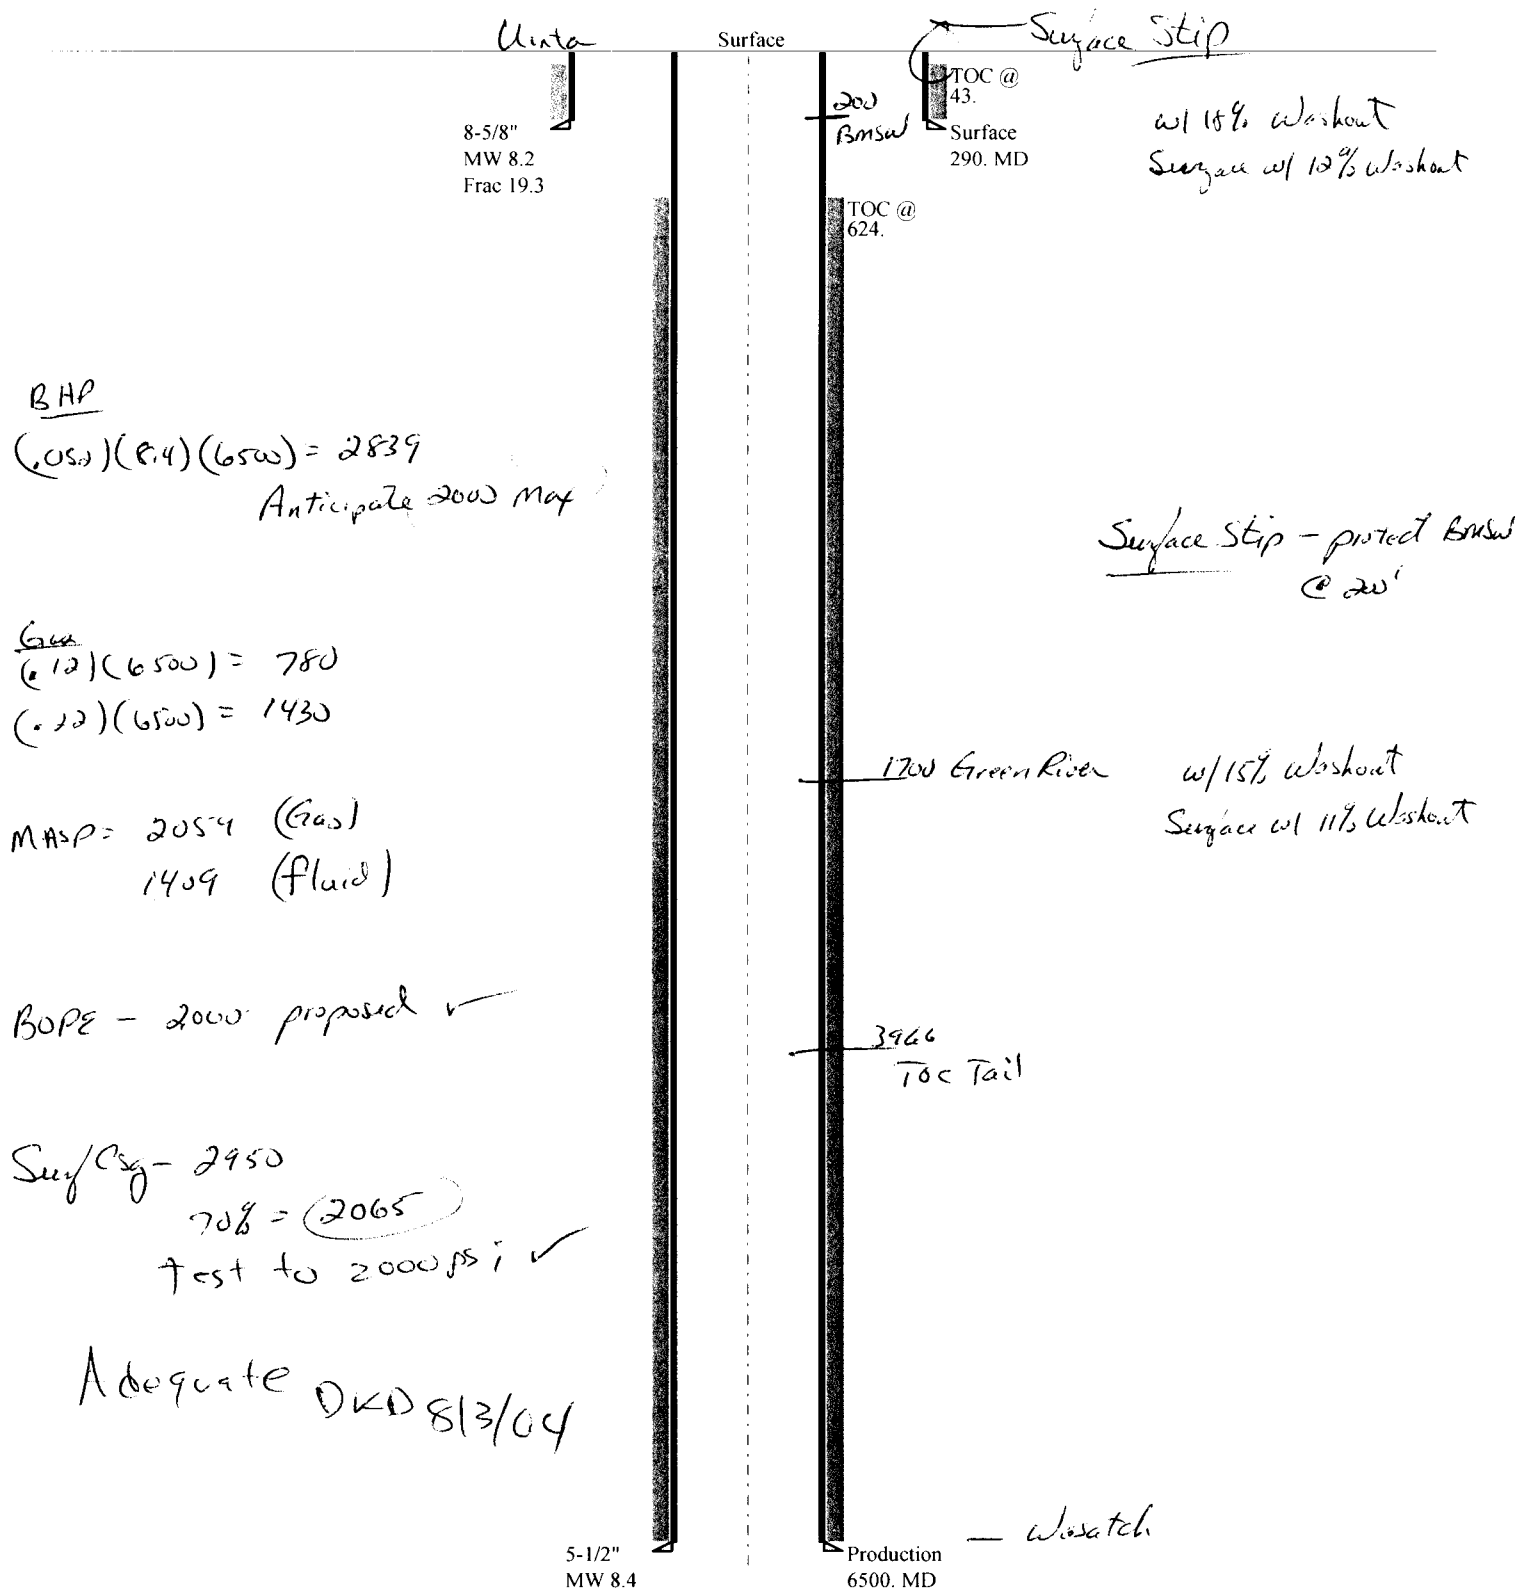 Uinta
Surface
Surface Stip
TOC @
43.
200
BMSW
8-5/8"
MW 8.2
Frac 19.3
Surface
290. MD
w/ 18% Washout
Surface w/ 12% Washout
TOC @
624.
BHP
(.052)(8.4)(6500) = 2839
Anticipate 2000 Max
Surface Stip - protect BMSW
@ 200'
Gas
(.12)(6500) = 780
(.22)(6500) = 1430
1700 Green River
w/ 15% Washout
Surface w/ 11% Washout
MASP = 2059 (Gas)
1409 (fluid)
BOPE - 2000 proposed ✓
3966
TOC Tail
Surf Csg - 2950
70% = 2065
Test to 2000 psi ✓
Adequate DKD 8/3/04
Wasatch
5-1/2"
MW 8.4
Production
6500. MD